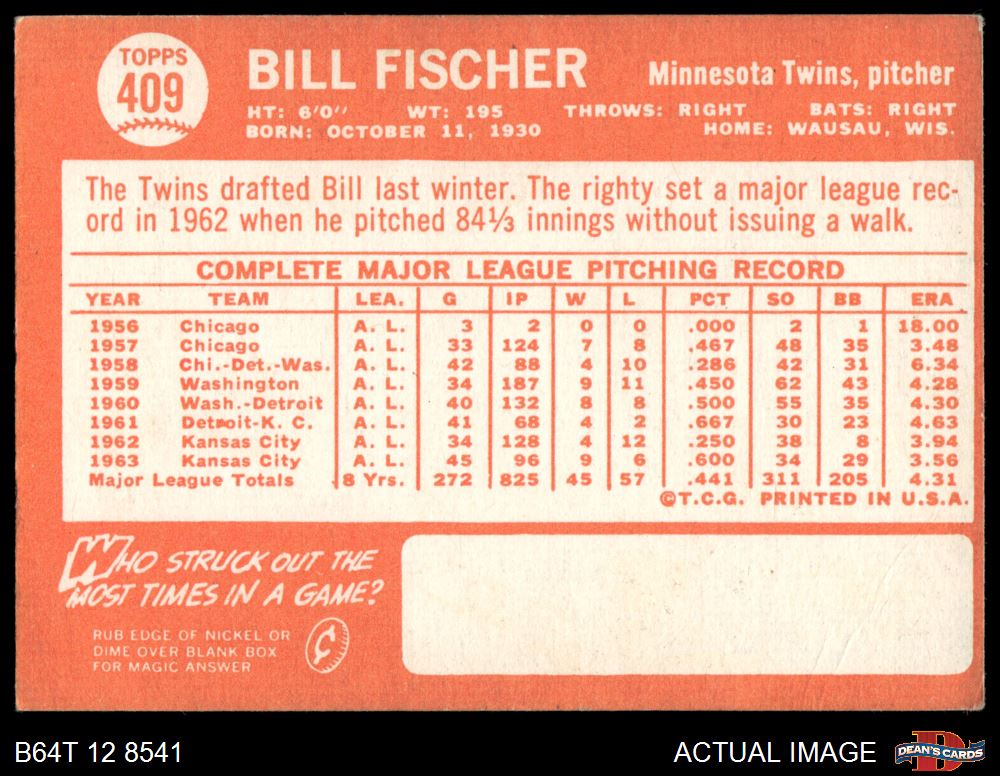 TOPPS
409
BILL FISCHER
Minnesota Twins, pitcher
HT: 6'0'' WT: 195 THROWS: RIGHT BATS: RIGHT
BORN: OCTOBER 11, 1930 HOME: WAUSAU, WIS.
The Twins drafted Bill last winter. The righty set a major league rec-
ord in 1962 when he pitched 84⅓ innings without issuing a walk.
COMPLETE MAJOR LEAGUE PITCHING RECORD
YEAR TEAM LEA. G IP W L PCT SO BB ERA
1956 Chicago A. L. 3 2 0 0 .000 2 1 18.00
1957 Chicago A. L. 33 124 7 8 .467 48 35 3.48
1958 Chi.-Det.-Was. A. L. 42 88 4 10 .286 42 31 6.34
1959 Washington A. L. 34 187 9 11 .450 62 43 4.28
1960 Wash.-Detroit A. L. 40 132 8 8 .500 55 35 4.30
1961 Detroit-K. C. A. L. 41 68 4 2 .667 30 23 4.63
1962 Kansas City A. L. 34 128 4 12 .250 38 8 3.94
1963 Kansas City A. L. 45 96 9 6 .600 34 29 3.56
Major League Totals 8 Yrs. 272 825 45 57 .441 311 205 4.31
©T.C.G. PRINTED IN U.S.A.
WHO STRUCK OUT THE
MOST TIMES IN A GAME?
RUB EDGE OF NICKEL OR
DIME OVER BLANK BOX
FOR MAGIC ANSWER
¢
B64T 12 8541 ACTUAL IMAGE DEAN'S CARDS